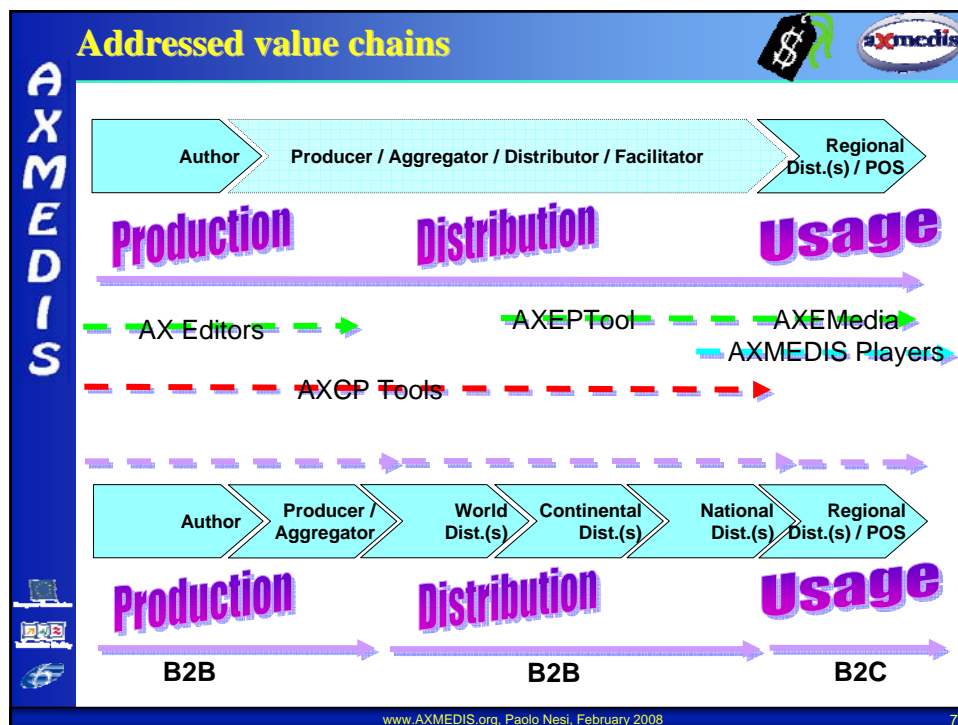 Addressed value chains
$
axmedis
AXMEDIS
Author
Producer / Aggregator / Distributor / Facilitator
Regional
Dist.(s) / POS
Production
Distribution
Usage
AX Editors
AXEPTool
AXEMedia
AXMEDIS Players
AXCP Tools
Author
Producer /
Aggregator
World
Dist.(s)
Continental
Dist.(s)
National
Dist.(s)
Regional
Dist.(s) / POS
Production
Distribution
Usage
B2B
B2B
B2C
www.AXMEDIS.org, Paolo Nesi, February 2008
7